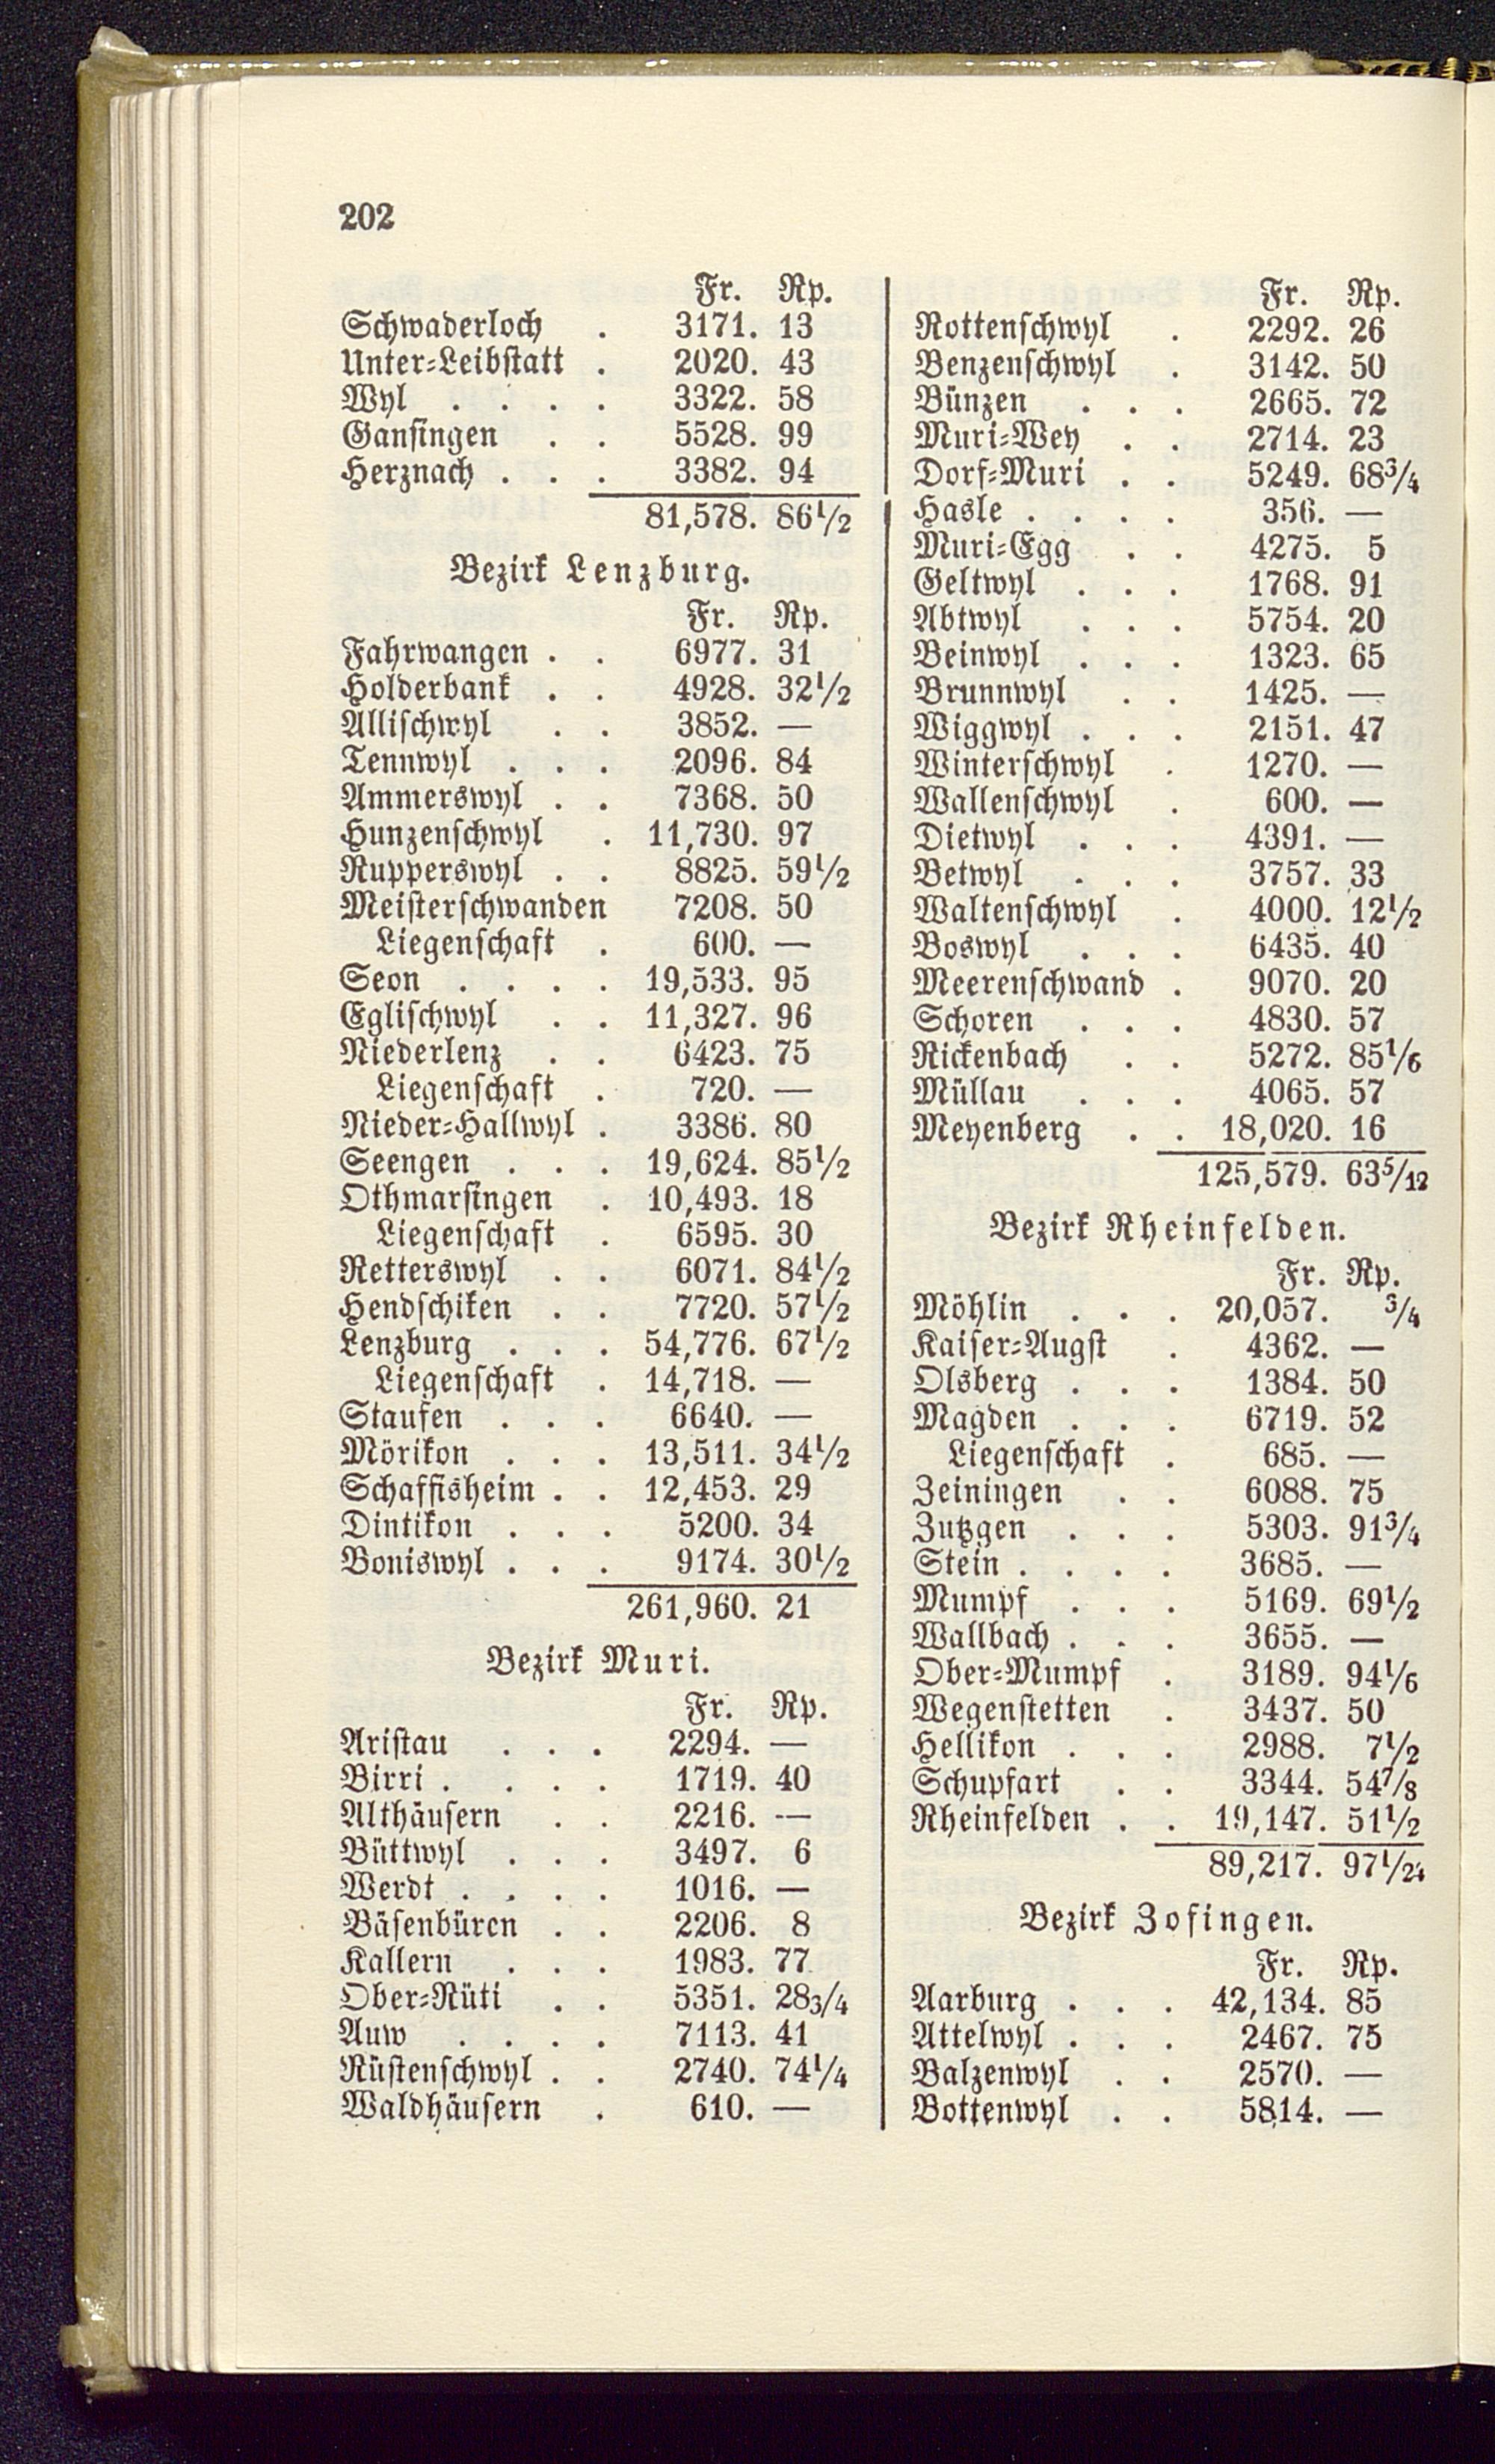 202
Fr. Rp.
Schwaderloch . 3171. 13
Unter-Leibstatt . 2020. 43
Wyl . . . . 3322. 58
Gansingen . . 5528. 99
Herznach . . . 3382. 94
81,578. 86½
Bezirk Lenzburg.
Fr. Rp.
Fahrwangen . . 6977. 31
Holderbank . . 4928. 32½
Allischwyl . . 3852. —
Tennwyl . . . 2096. 84
Ammerswyl . . 7368. 50
Hunzenschwyl . 11,730. 97
Rupperswyl . . 8825. 59½
Meisterschwanden 7208. 50
Liegenschaft . 600. —
Seon . . . . 19,533. 95
Eglischwyl . . 11,327. 96
Niederlenz . . 6423. 75
Liegenschaft . 720. —
Nieder-Hallwyl . 3386. 80
Seengen . . . 19,624. 85½
Othmarsingen . 10,493. 18
Liegenschaft . 6595. 30
Retterswyl . . 6071. 84½
Hendschiken . . 7720. 57½
Lenzburg . . . 54,776. 67½
Liegenschaft . 14,718. —
Staufen . . . 6640. —
Mörikon . . . 13,511. 34½
Schaffisheim . . 12,453. 29
Dintikon . . . 5200. 34
Boniswyl . . . 9174. 30½
261,960. 21
Bezirk Muri.
Fr. Rp.
Aristau . . . 2294. —
Birri . . . . 1719. 40
Althäusern . . 2216. —
Büttwyl . . . 3497. 6
Werdt . . . . 1016. —
Bäsenbüren . . 2206. 8
Kallern . . . 1983. 77
Ober-Rüti . . 5351. 283/4
Auw . . . . 7113. 41
Rüstenschwyl . . 2740. 74¼
Waldhäusern . 610. —
Fr. Rp.
Rottenschwyl . 2292. 26
Benzenschwyl . 3142. 50
Bünzen . . . 2665. 72
Muri-Wey . . 2714. 23
Dorf-Muri . . 5249. 68¾
Hasle . . . . 356. —
Muri-Egg . . 4275. 5
Geltwyl . . . 1768. 91
Abtwyl . . . 5754. 20
Beinwyl . . . 1323. 65
Brunnwyl . . 1425. —
Wiggwyl . . . 2151. 47
Winterschwyl . 1270. —
Wallenschwyl . 600. —
Dietwyl . . . 4391. —
Betwyl . . . 3757. 33
Waltenschwyl . 4000. 12½
Boswyl . . . 6435. 40
Meerenschwand . 9070. 20
Schoren . . . 4830. 57
Rickenbach . . 5272. 85⅙
Müllau . . . 4065. 57
Meyenberg . . 18,020. 16
125,579. 63⁵/₁₂
Bezirk Rheinfelden.
Fr. Rp.
Möhlin . . . 20,057. ¾
Kaiser-Augst . 4362. —
Olsberg . . . 1384. 50
Magden . . . 6719. 52
Liegenschaft . 685. —
Zeiningen . . 6088. 75
Zutzgen . . . 5303. 91¾
Stein . . . . 3685. —
Mumpf . . . 5169. 69½
Wallbach . . . 3655. —
Ober-Mumpf . 3189. 94⅙
Wegenstetten . 3437. 50
Hellikon . . . 2988. 7½
Schupfart . . 3344. 54⅞
Rheinfelden . . 19,147. 51½
89,217. 97¹/₂₄
Bezirk Zofingen.
Fr. Rp.
Aarburg . . . 42,134. 85
Attelwyl . . . 2467. 75
Balzenwyl . . 2570. —
Bottenwyl . . 5814. —